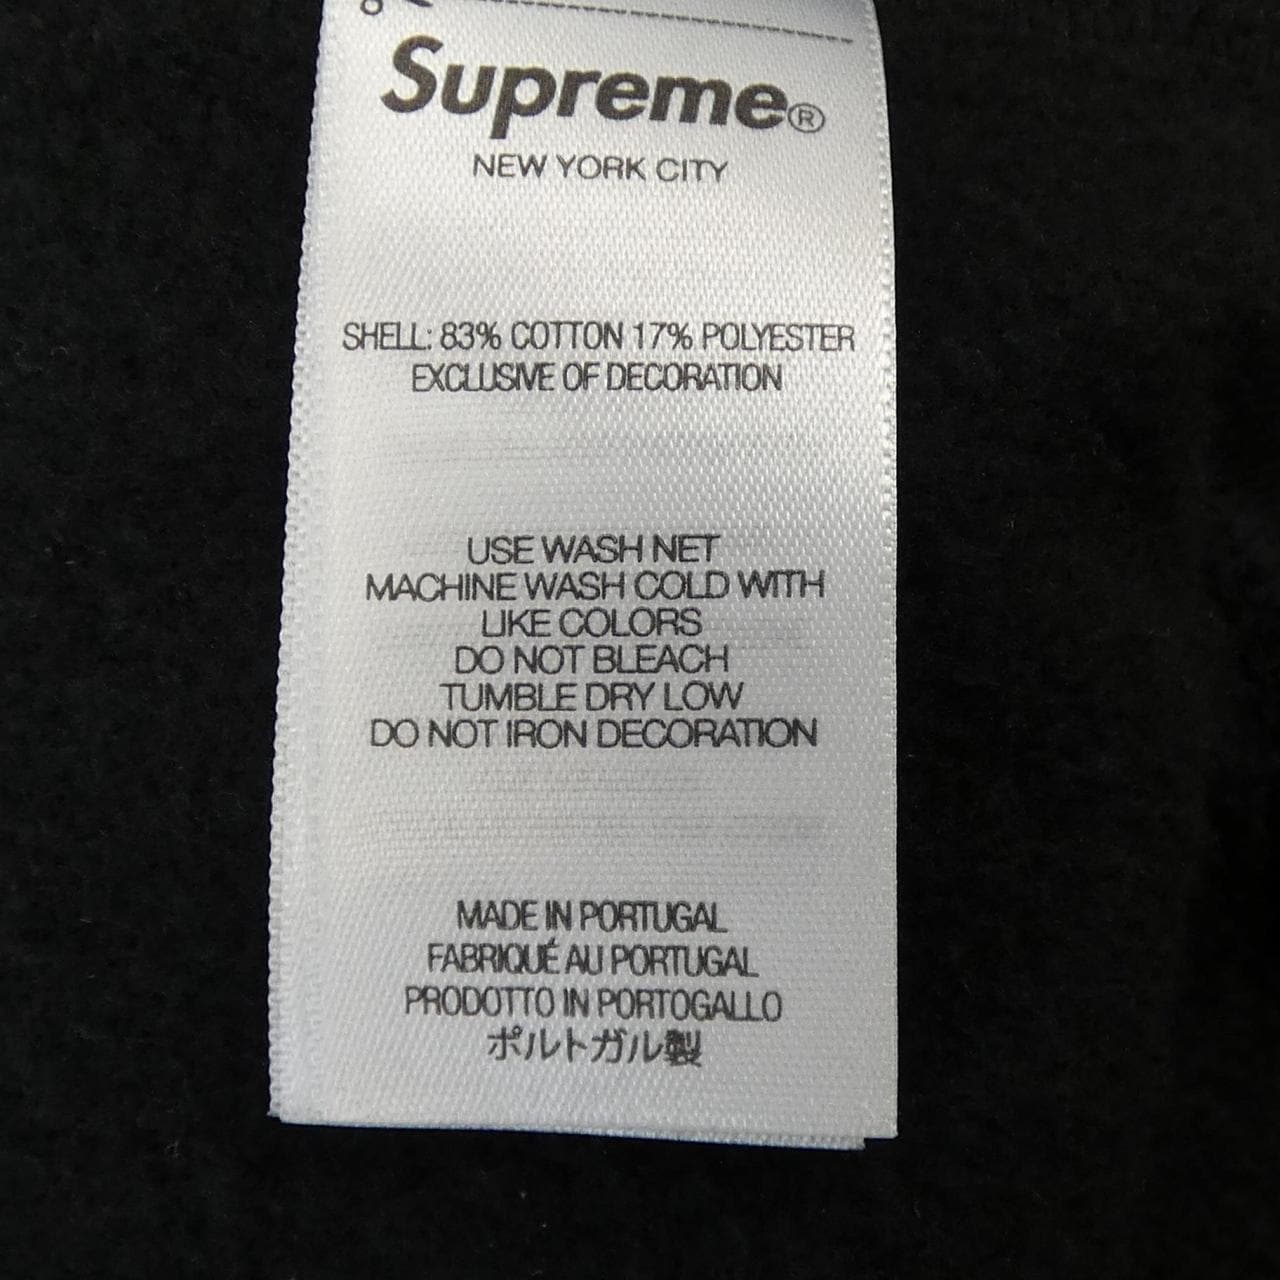 Supreme®
NEW YORK CITY
SHELL: 83% COTTON 17% POLYESTER
EXCLUSIVE OF DECORATION
USE WASH NET
MACHINE WASH COLD WITH
LIKE COLORS
DO NOT BLEACH
TUMBLE DRY LOW
DO NOT IRON DECORATION
MADE IN PORTUGAL
FABRIQUÉ AU PORTUGAL
PRODOTTO IN PORTOGALLO
ポルトガル製